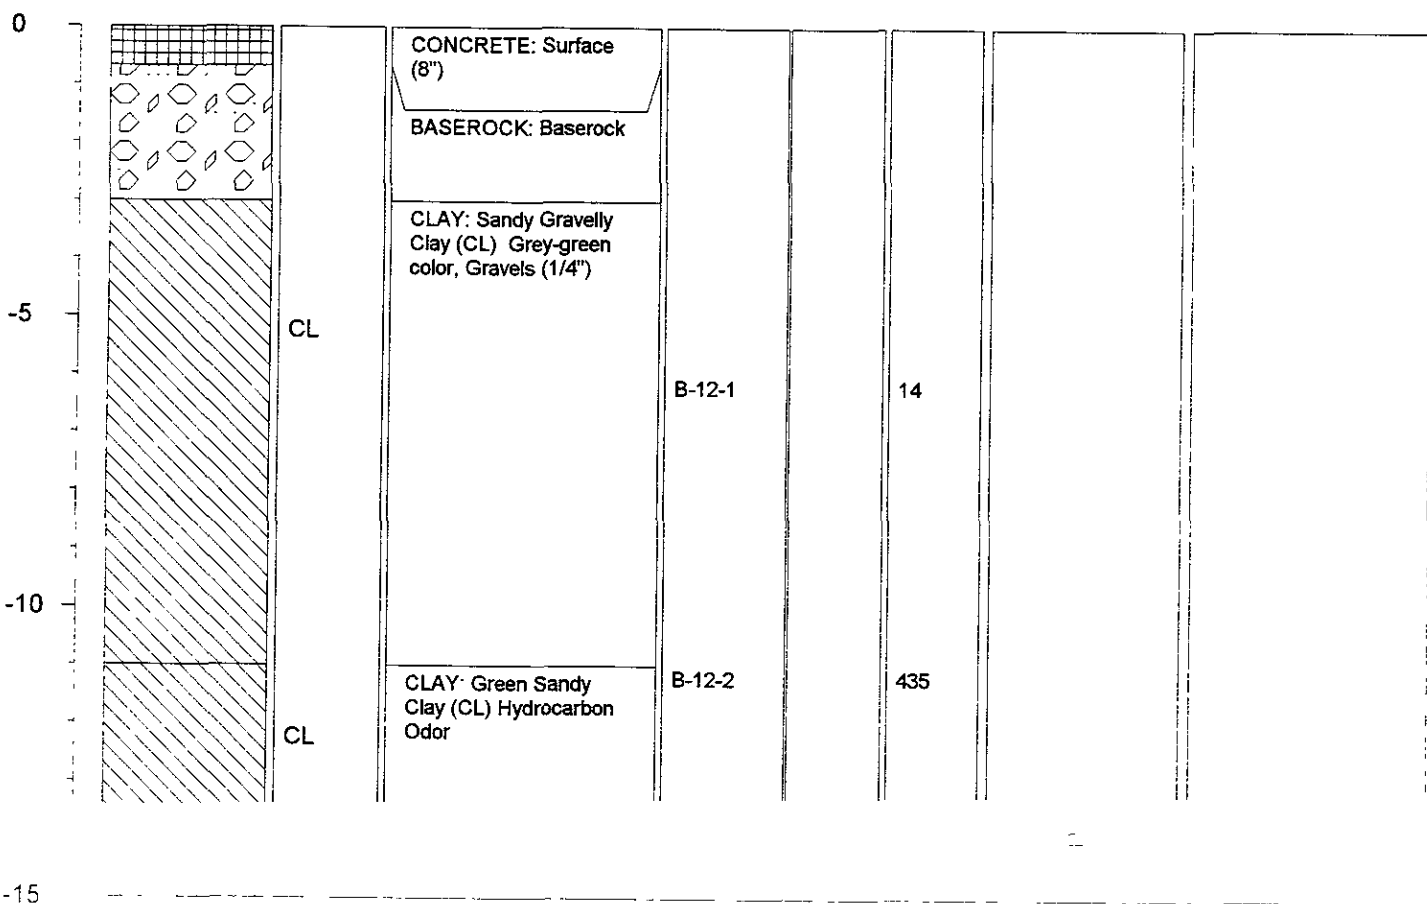 0
CONCRETE: Surface
(8")
BASEROCK: Baserock
CLAY: Sandy Gravelly
Clay (CL) Grey-green
color, Gravels (1/4")
-5
CL
B-12-1
14
-10
CLAY: Green Sandy
Clay (CL) Hydrocarbon
Odor
B-12-2
435
CL
-15